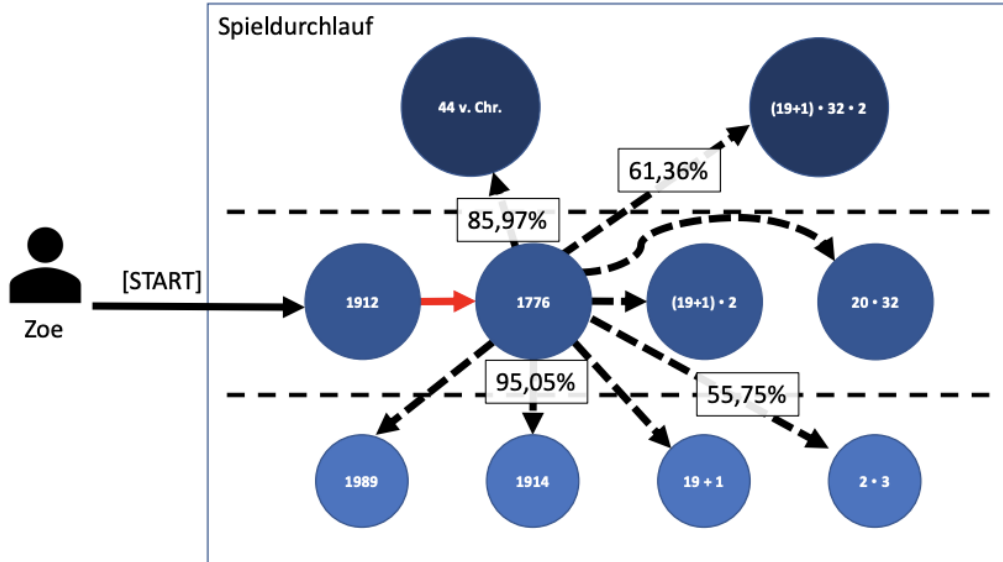 Spieldurchlauf
44 v. Chr.
(19+1) • 32 • 2
61,36%
85,97%
[START]
Zoe
1912
1776
(19+1) • 2
20 • 32
95,05%
55,75%
1989
1914
19 + 1
2 • 3